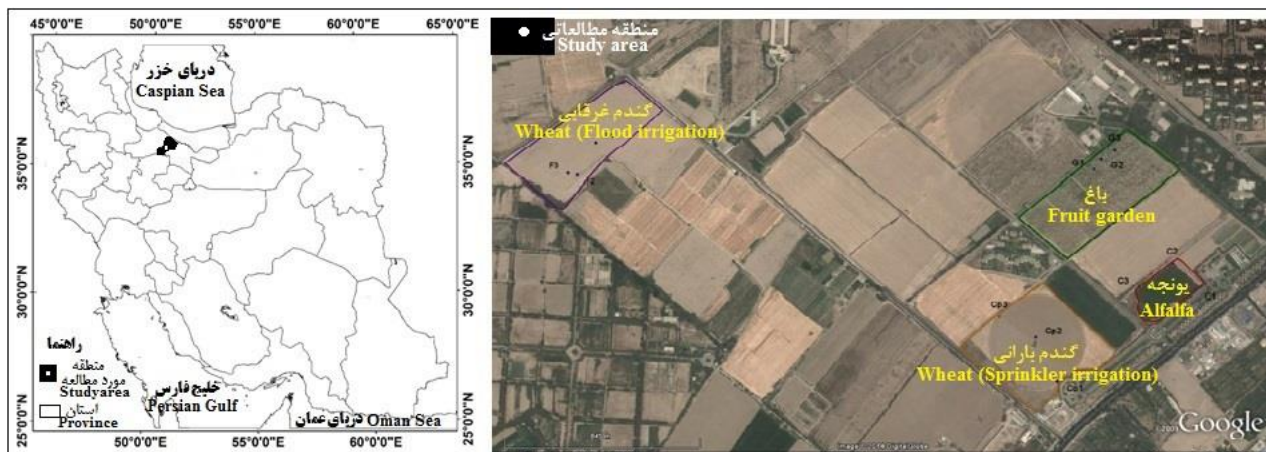 45°0'0"E 50°0'0"E 55°0'0"E 60°0'0"E 65°0'0"E
دریای خزر
Caspian Sea
35°0'0"N
35°0'0"N
30°0'0"N
30°0'0"N
25°0'0"N
25°0'0"N
راهنما
منطقه
مورد مطالعه
Studyarea
استان
Province
خلیج فارس
Persian Gulf
دریای عمان Oman Sea
50°0'0"E 55°0'0"E 60°0'0"E
منطقه مطالعاتی
Study area
گندم غرقابی
Wheat (Flood irrigation)
F3
G3
G1
G2
باغ
Fruit garden
C2
C3
C1
یونجه
Alfalfa
Cp3
گندم بارانی
Wheat (Sprinkler irrigation)
Cp1
Google